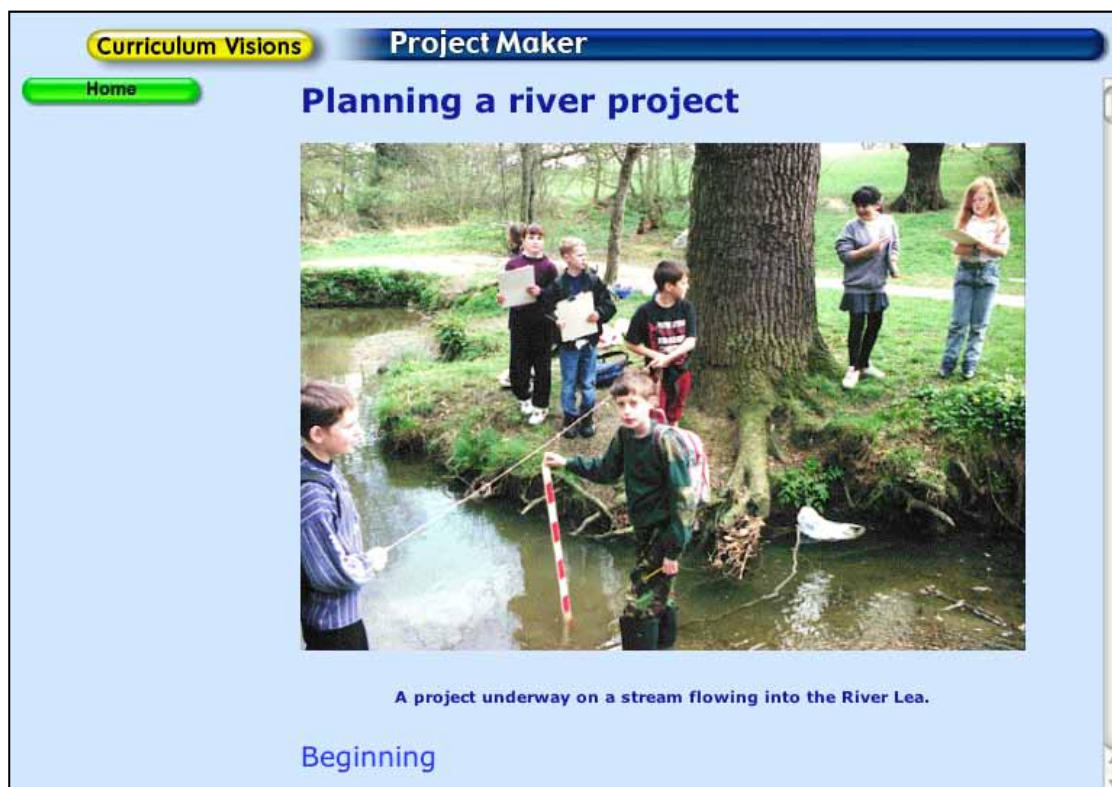 Curriculum Visions
Project Maker
Home
Planning a river project
A project underway on a stream flowing into the River Lea.
Beginning